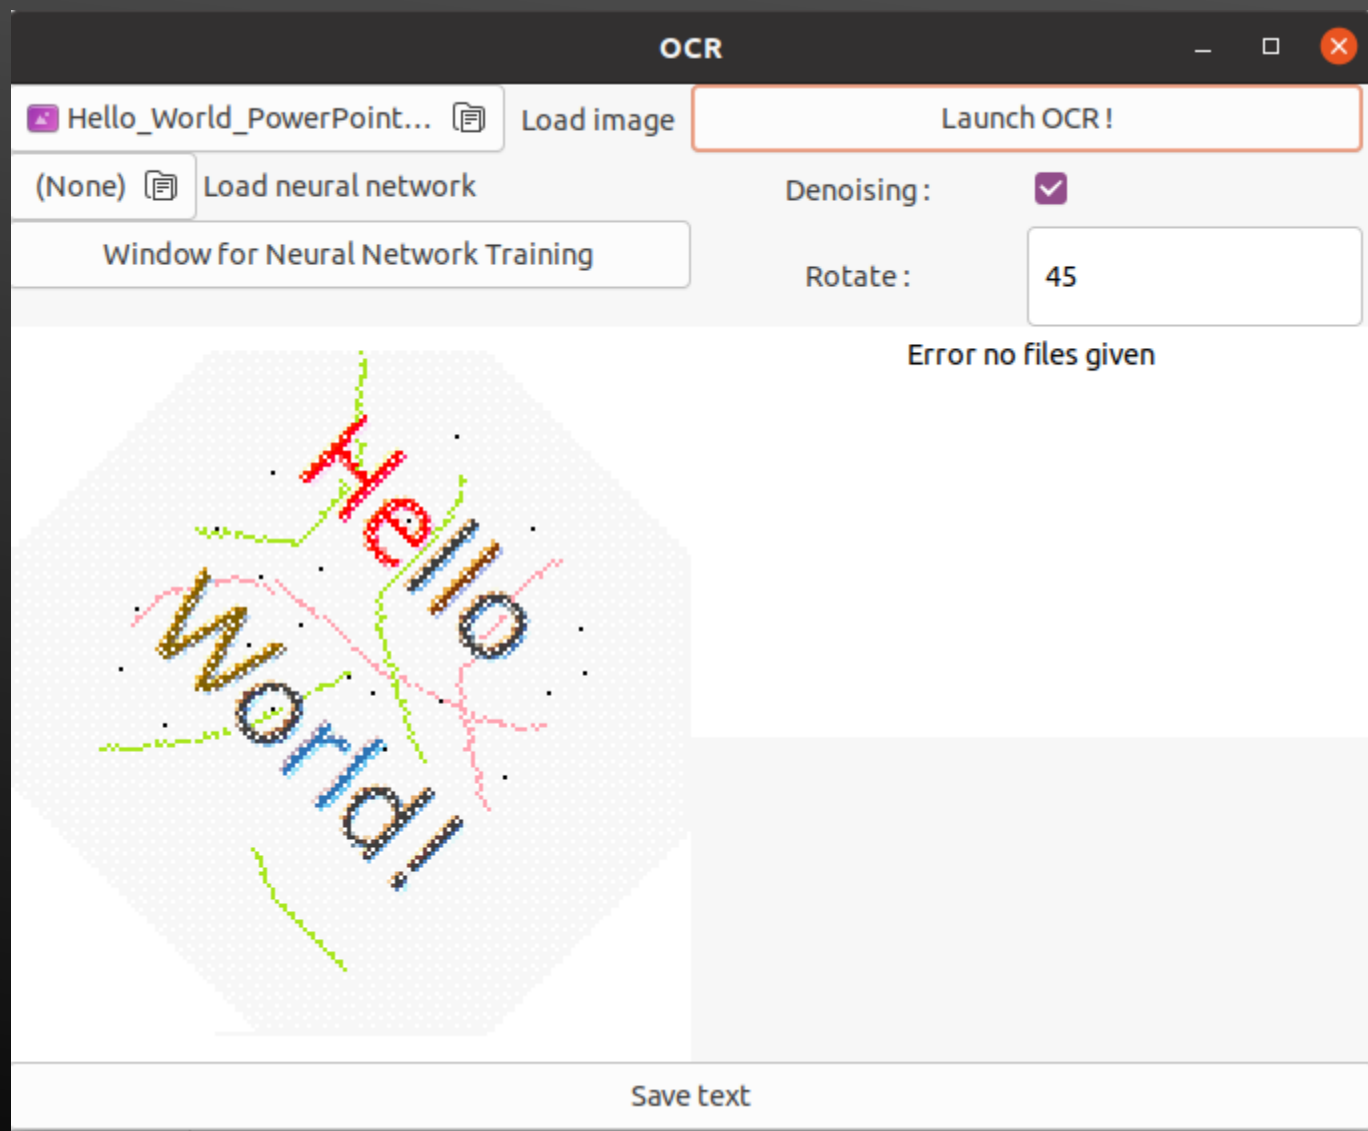 OCR
Hello_World_PowerPoint... Load image Launch OCR !
(None) Load neural network Denoising :
Window for Neural Network Training Rotate : 45
Error no files given
Hello
World!
Save text